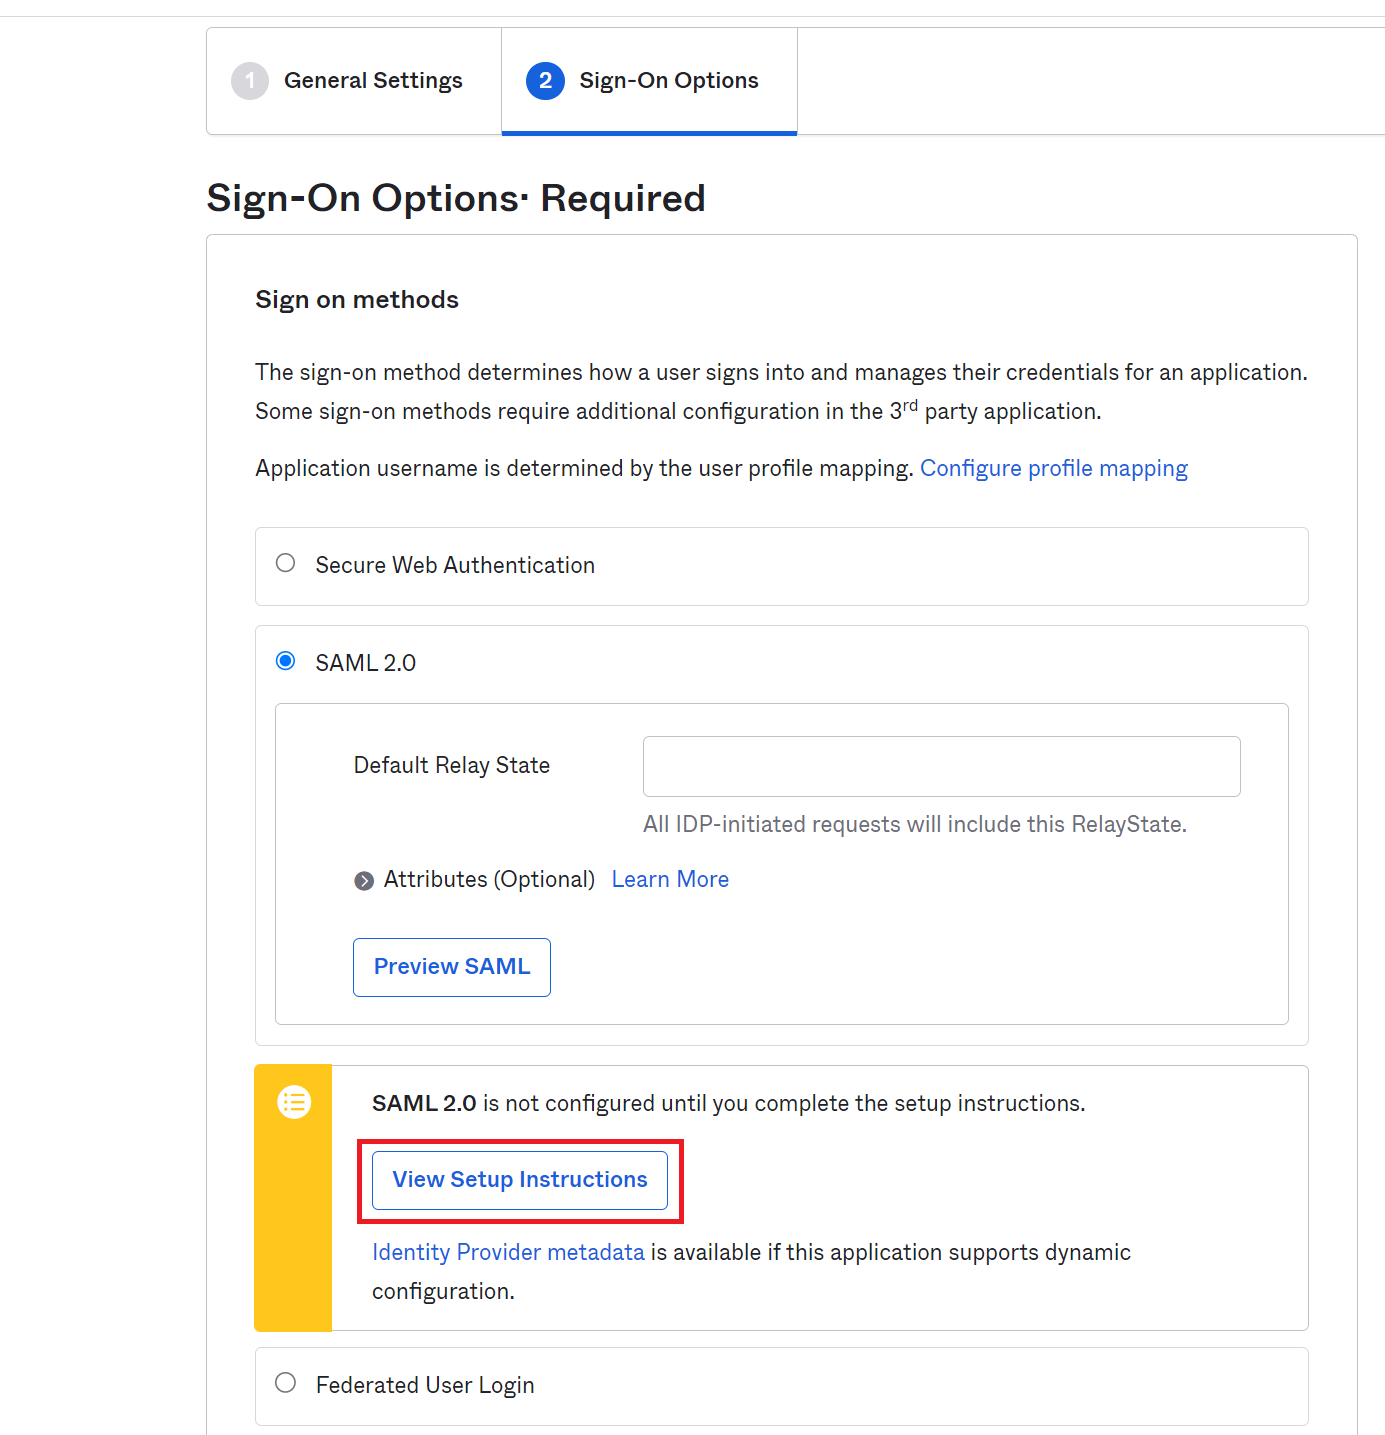 1 General Settings
2 Sign-On Options
Sign-On Options· Required
Sign on methods
The sign-on method determines how a user signs into and manages their credentials for an application.
Some sign-on methods require additional configuration in the 3rd party application.
Application username is determined by the user profile mapping. Configure profile mapping
Secure Web Authentication
SAML 2.0
Default Relay State
All IDP-initiated requests will include this RelayState.
Attributes (Optional) Learn More
Preview SAML
SAML 2.0 is not configured until you complete the setup instructions.
View Setup Instructions
Identity Provider metadata is available if this application supports dynamic
configuration.
Federated User Login